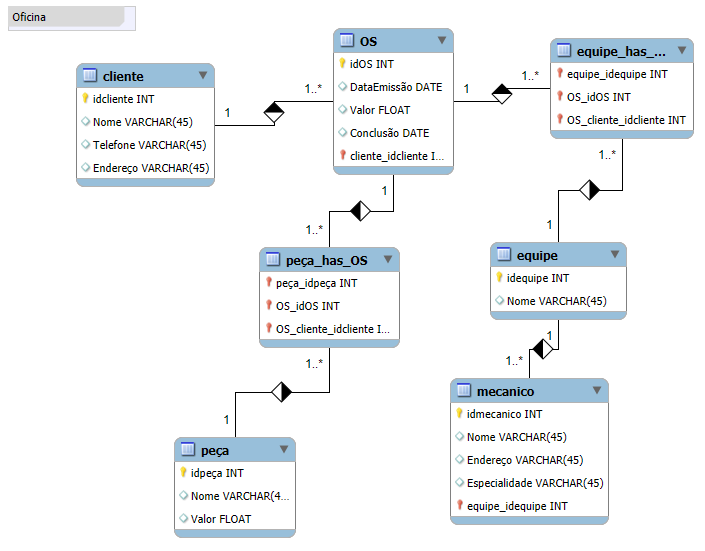 Oficina
OS
idOS INT
DataEmissão DATE
Valor FLOAT
Conclusão DATE
cliente_idcliente I...
cliente
idcliente INT
Nome VARCHAR(45)
Telefone VARCHAR(45)
Endereço VARCHAR(45)
equipe_has_...
equipe_idequipe INT
OS_idOS INT
OS_cliente_idcliente INT
1
1..*
1
1..*
1
1..*
1..*
1
peça_has_OS
peça_idpeça INT
OS_idOS INT
OS_cliente_idcliente I...
equipe
idequipe INT
Nome VARCHAR(45)
1..*
1
1
1..*
peça
idpeça INT
Nome VARCHAR(4...
Valor FLOAT
mecanico
idmecanico INT
Nome VARCHAR(45)
Endereço VARCHAR(45)
Especialidade VARCHAR(45)
equipe_idequipe INT